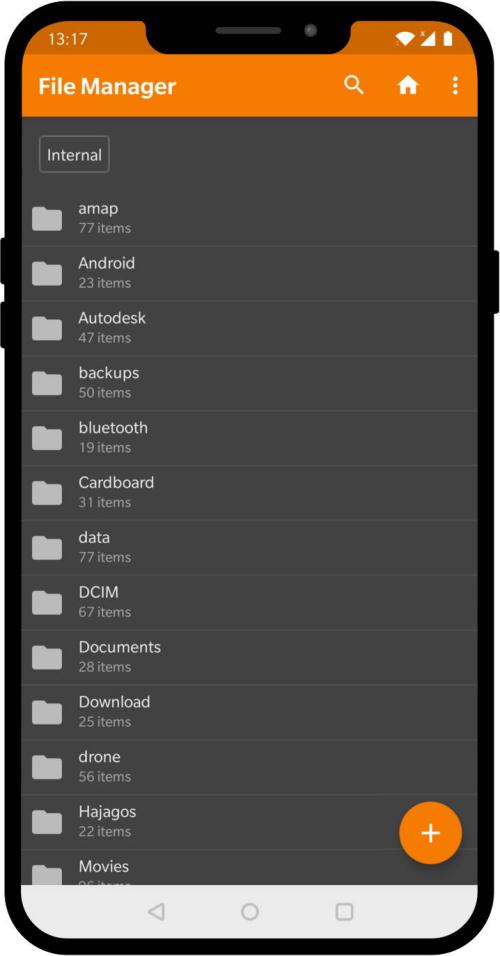 13:17
File Manager
Internal
amap
77 items
Android
23 items
Autodesk
47 items
backups
50 items
bluetooth
19 items
Cardboard
31 items
data
77 items
DCIM
67 items
Documents
28 items
Download
25 items
drone
56 items
Hajagos
22 items
Movies